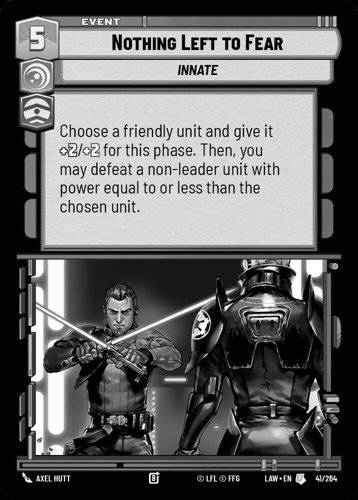 EVENT
5
NOTHING LEFT TO FEAR
INNATE
Choose a friendly unit and give it
+2/+2 for this phase. Then, you
may defeat a non-leader unit with
power equal to or less than the
chosen unit.
AXEL HUTT
© LFL © FFG
LAW • EN
41/264